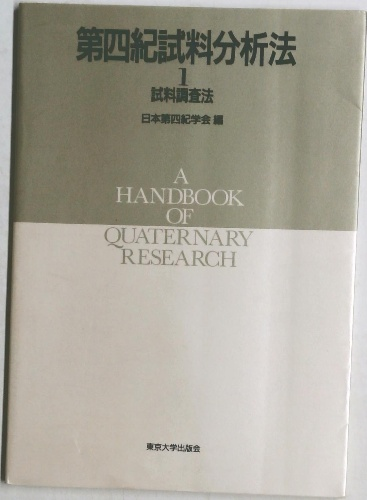 第四紀試料分析法
1
試料調査法
日本第四紀学会 編
A
HANDBOOK
OF
QUATERNARY
RESEARCH
東京大学出版会